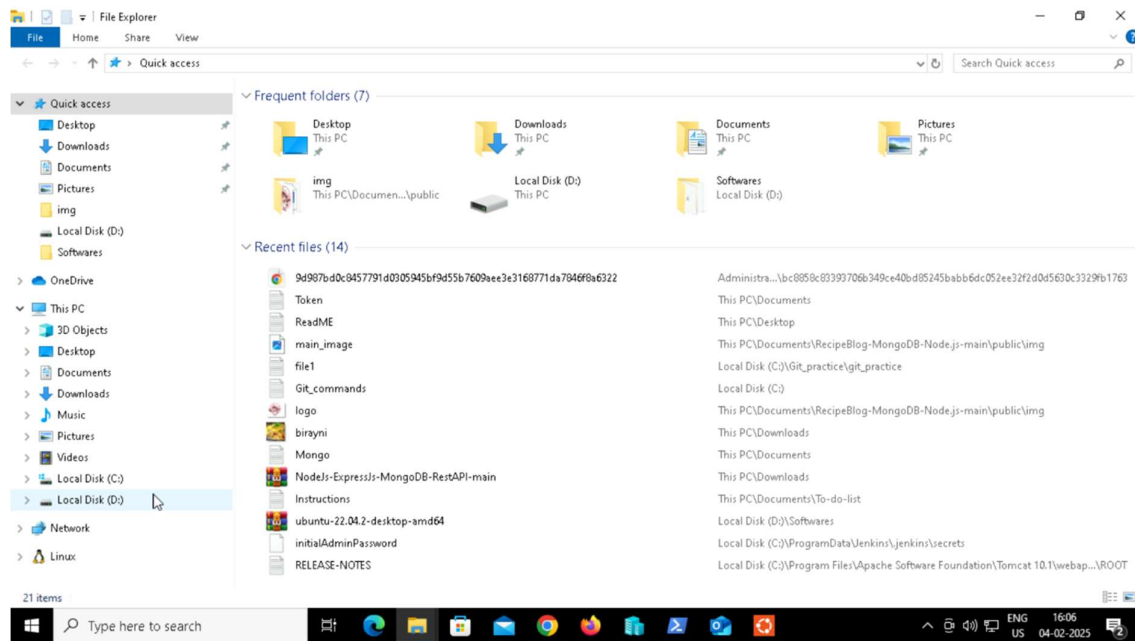 File Explorer
File Home Share View
Quick access
Search Quick access
Quick access
Desktop
Downloads
Documents
Pictures
img
Local Disk (D:)
Softwares
OneDrive
This PC
3D Objects
Desktop
Documents
Downloads
Music
Pictures
Videos
Local Disk (C:)
Local Disk (D:)
Network
Linux
Frequent folders (7)
Desktop
This PC
Downloads
This PC
Documents
This PC
Pictures
This PC
img
This PC\Documen...\public
Local Disk (D:)
This PC
Softwares
Local Disk (D:)
Recent files (14)
9d987bd0c8457791d0305945bf9d55b7609aee3e3168771da7846f8a6322 Administra...\bc8858c83393706b349ce40bd85245babb6dc052ee32f2d0d5630c3329fb1763
Token This PC\Documents
ReadME This PC\Desktop
main_image This PC\Documents\RecipeBlog-MongoDB-Node.js-main\public\img
file1 Local Disk (C:)\Git_practice\git_practice
Git_commands Local Disk (C:)
logo This PC\Documents\RecipeBlog-MongoDB-Node.js-main\public\img
birayni This PC\Downloads
Mongo This PC\Documents
NodeJs-ExpressJs-MongoDB-RestAPI-main This PC\Downloads
Instructions This PC\Documents\To-do-list
ubuntu-22.04.2-desktop-amd64 Local Disk (D:)\Softwares
initialAdminPassword Local Disk (C:)\ProgramData\Jenkins\.jenkins\secrets
RELEASE-NOTES Local Disk (C:)\Program Files\Apache Software Foundation\Tomcat 10.1\webap...\ROOT
21 items
Type here to search
ENG
US
16:06
04-02-2025
2